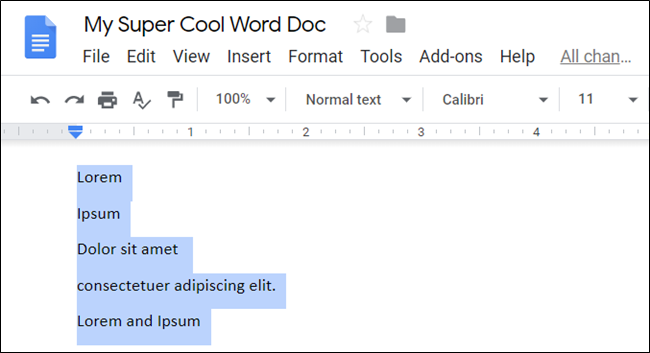 My Super Cool Word Doc
File Edit View Insert Format Tools Add-ons Help All chan...
100% Normal text Calibri 11
1 2 3 4
Lorem
Ipsum
Dolor sit amet
consectetuer adipiscing elit.
Lorem and Ipsum